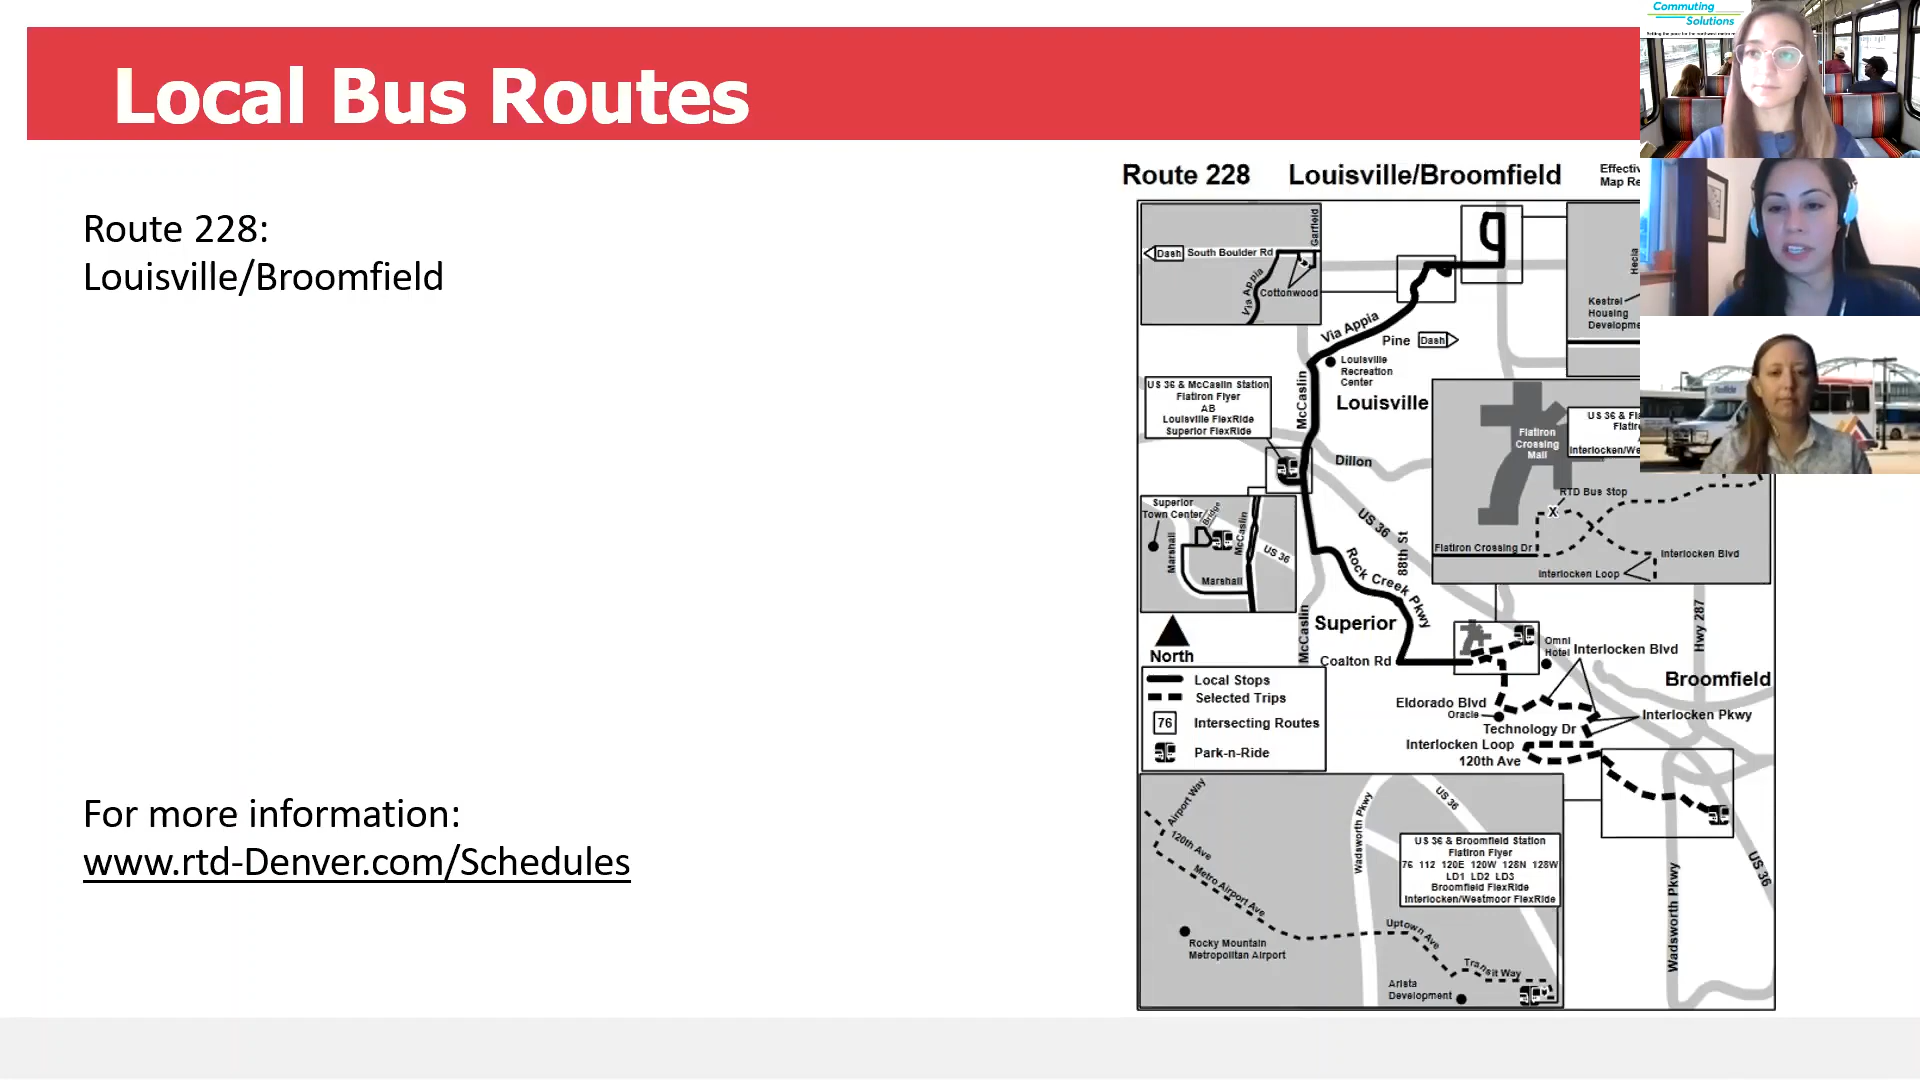 Local Bus Routes
Commuting
Solutions
Route 228:
Louisville/Broomfield
For more information:
www.rtd-Denver.com/Schedules
Route 228 Louisville/Broomfield
Effectiv
Map Re
Dash
South Boulder Rd
Garfield
Via Appia
Cottonwood
Hecla
Kestrel
Housing
Developme
Via Appia
Pine
Dash
Louisville
Recreation
Center
McCaslin
Louisville
US 36 & McCaslin Station
Flatiron Flyer
AB
Louisville FlexRide
Superior FlexRide
Dillon
Flatiron
Crossing
Mall
US 36 & Fla
Flatir
Interlocken/We
RTD Bus Stop
X
Flatiron Crossing Dr
Interlocken Blvd
Interlocken Loop
Superior
Town Center
Bridge
McCaslin
Marshall
US 36
Marshall
US 36
88th St
Rock Creek Pkwy
McCaslin
Superior
Coalton Rd
Hwy 287
Omni
Hotel
Interlocken Blvd
Broomfield
Eldorado Blvd
Oracle
Interlocken Pkwy
Technology Dr
Interlocken Loop
120th Ave
North
Local Stops
Selected Trips
76 Intersecting Routes
Park-n-Ride
Airport Way
120th Ave
Metro Airport Ave
Wadsworth Pkwy
US 36
US 36 & Broomfield Station
Flatiron Flyer
76 112 120E 120W 128N 128W
LD1 LD2 LD3
Broomfield FlexRide
Interlocken/Westmoor FlexRide
Rocky Mountain
Metropolitan Airport
Uptown Ave
Transit Way
Arista
Development
Wadsworth Pkwy
US 36